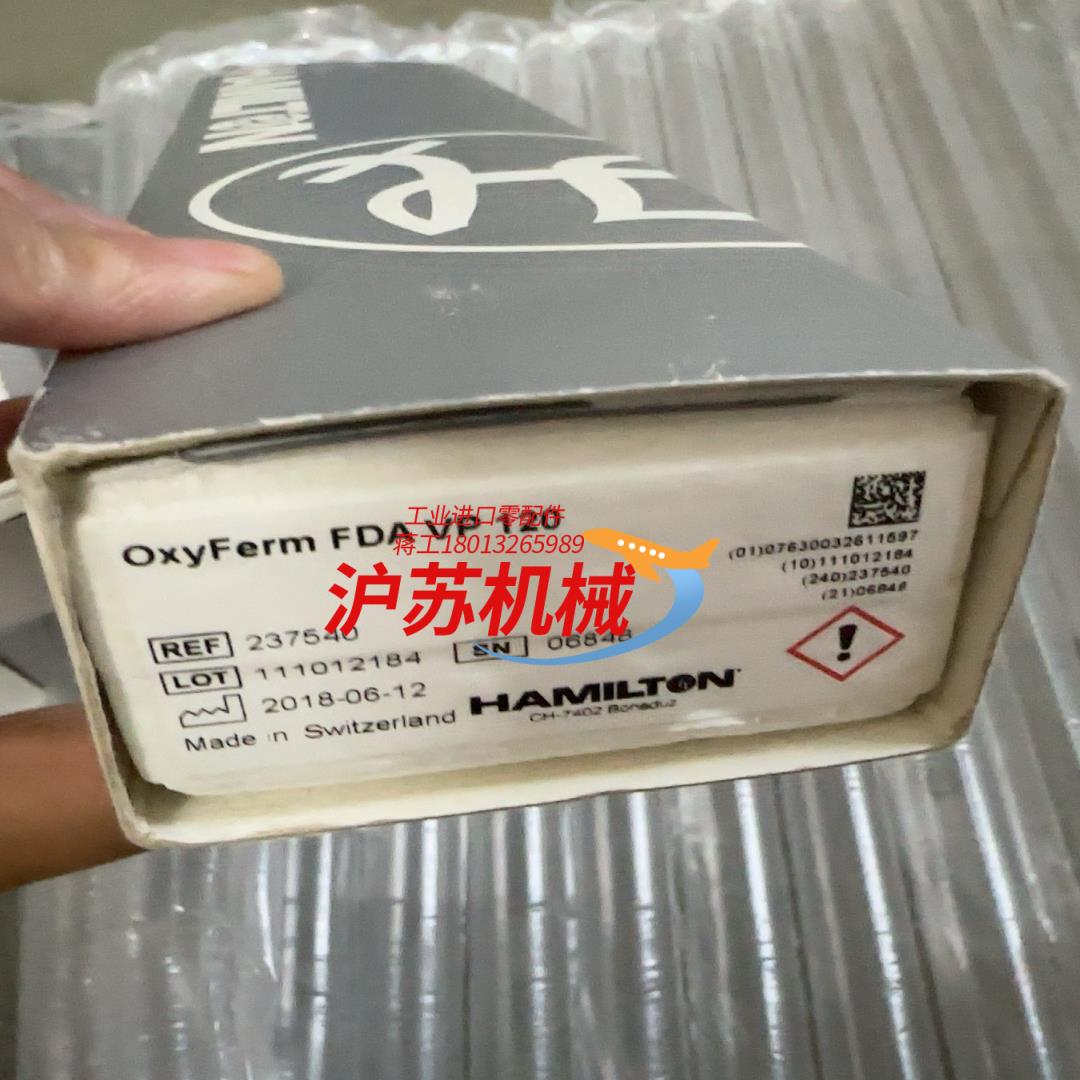 HAMILTON
OxyFerm FDA VP 120
工业进口零配件
蒋工18013265989
沪苏机械
(01)07630032611597
(10)111012184
(240)237540
(21)06848
REF 237540
LOT 111012184
SN 06848
2018-06-12
Made in Switzerland
HAMILTON
CH-7402 Bonaduz